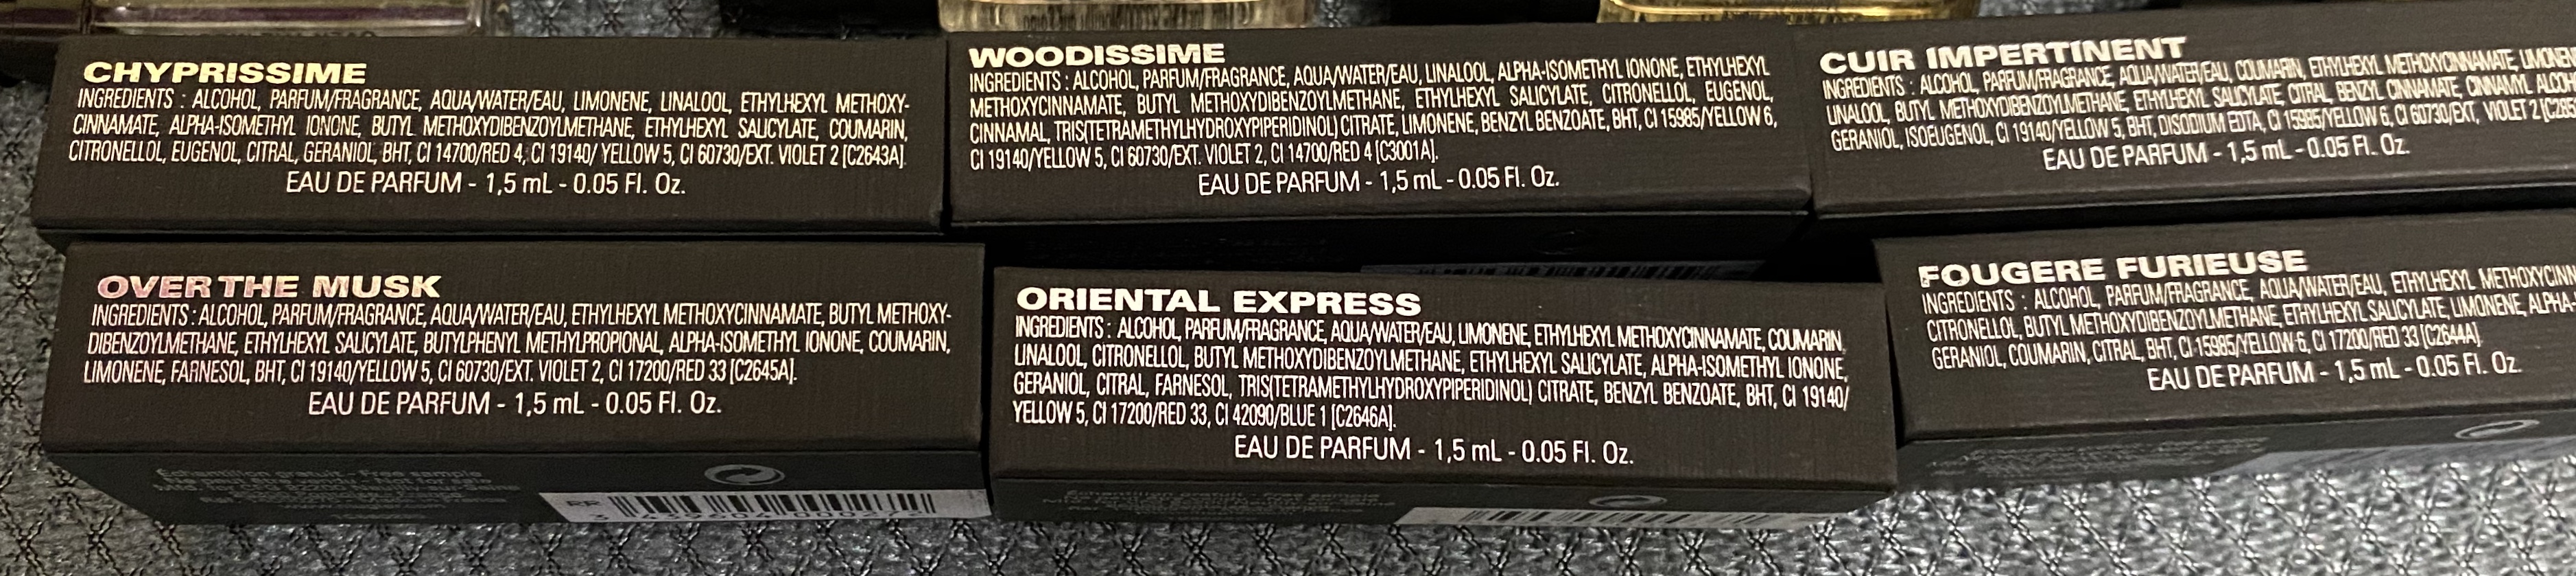 CHYPRISSIME
INGREDIENTS : ALCOHOL, PARFUM/FRAGRANCE, AQUA/WATER/EAU, LIMONENE, LINALOOL, ETHYLHEXYL METHOXY-
CINNAMATE, ALPHA-ISOMETHYL IONONE, BUTYL METHOXYDIBENZOYLMETHANE, ETHYLHEXYL SALICYLATE, COUMARIN,
CITRONELLOL, EUGENOL, CITRAL, GERANIOL, BHT, CI 14700/RED 4, CI 19140/ YELLOW 5, CI 60730/EXT. VIOLET 2 [C2643A].
EAU DE PARFUM - 1,5 mL - 0.05 Fl. Oz.
WOODISSIME
INGREDIENTS : ALCOHOL, PARFUM/FRAGRANCE, AQUA/WATER/EAU, LINALOOL, ALPHA-ISOMETHYL IONONE, ETHYLHEXYL
METHOXYCINNAMATE, BUTYL METHOXYDIBENZOYLMETHANE, ETHYLHEXYL SALICYLATE, CITRONELLOL, EUGENOL,
CINNAMAL, TRIS(TETRAMETHYLHYDROXYPIPERIDINOL) CITRATE, LIMONENE, BENZYL BENZOATE, BHT, CI 15985/YELLOW 6,
CI 19140/YELLOW 5, CI 60730/EXT. VIOLET 2, CI 14700/RED 4 [C3001A].
EAU DE PARFUM - 1,5 mL - 0.05 Fl. Oz.
CUIR IMPERTINENT
INGREDIENTS : ALCOHOL, PARFUM/FRAGRANCE, AQUA/WATER/EAU, COUMARIN, ETHYLHEXYL METHOXYCINNAMATE,
LINALOOL, BUTYL METHOXYDIBENZOYLMETHANE, ETHYLHEXYL SALICYLATE, CITRAL, BENZYL CINNAMATE, CINNAMYL
GERANIOL, ISOEUGENOL, CI 19140/YELLOW 5, BHT, DISODIUM EDTA, CI 15985/YELLOW 6, CI 60730/EXT, VIOLET 2
EAU DE PARFUM - 1,5 mL - 0.05 Fl. Oz.
OVER THE MUSK
INGREDIENTS : ALCOHOL, PARFUM/FRAGRANCE, AQUA/WATER/EAU, ETHYLHEXYL METHOXYCINNAMATE, BUTYL METHOXY-
DIBENZOYLMETHANE, ETHYLHEXYL SALICYLATE, BUTYLPHENYL METHYLPROPIONAL, ALPHA-ISOMETHYL IONONE, COUMARIN,
LIMONENE, FARNESOL, BHT, CI 19140/YELLOW 5, CI 60730/EXT. VIOLET 2, CI 17200/RED 33 [C2645A].
EAU DE PARFUM - 1,5 mL - 0.05 Fl. Oz.
Échantillon gratuit - Free sample
ORIENTAL EXPRESS
INGREDIENTS : ALCOHOL, PARFUM/FRAGRANCE, AQUA/WATER/EAU, LIMONENE, ETHYLHEXYL METHOXYCINNAMATE, COUMARIN,
LINALOOL, CITRONELLOL, BUTYL METHOXYDIBENZOYLMETHANE, ETHYLHEXYL SALICYLATE, ALPHA-ISOMETHYL IONONE,
GERANIOL, CITRAL, FARNESOL, TRIS(TETRAMETHYLHYDROXYPIPERIDINOL) CITRATE, BENZYL BENZOATE, BHT, CI 19140/
YELLOW 5, CI 17200/RED 33, CI 42090/BLUE 1 [C2646A].
EAU DE PARFUM - 1,5 mL - 0.05 Fl. Oz.
FOUGERE FURIEUSE
INGREDIENTS : ALCOHOL, PARFUM/FRAGRANCE, AQUA/WATER/EAU, ETHYLHEXYL
CITRONELLOL, BUTYL METHOXYDIBENZOYLMETHANE, ETHYLHEXYL SALICYLATE, LIMONENE,
GERANIOL, COUMARIN, CITRAL, BHT, CI 15985/YELLOW 6, CI 17200/RED 33 [C2644A].
EAU DE PARFUM - 1,5 mL - 0.05 Fl. Oz.